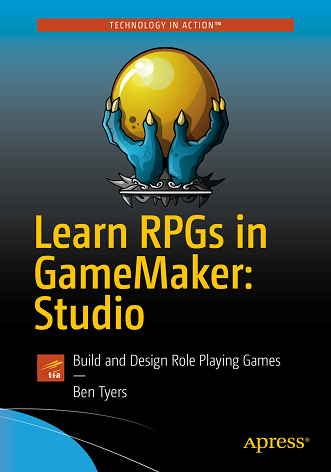 TECHNOLOGY IN ACTION™
Learn RPGs in
GameMaker:
Studio
t·i·a
Build and Design Role Playing Games
—
Ben Tyers
Apress®